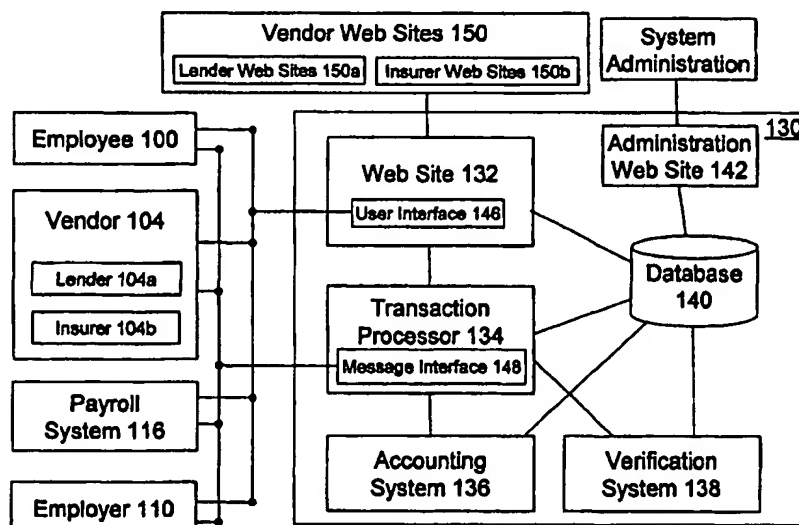 Vendor Web Sites 150
Lender Web Sites 150a
Insurer Web Sites 150b
System
Administration
130
Employee 100
Web Site 132
User Interface 146
Administration
Web Site 142
Vendor 104
Lender 104a
Insurer 104b
Database
140
Transaction
Processor 134
Message Interface 148
Payroll
System 116
Accounting
System 136
Verification
System 138
Employer 110